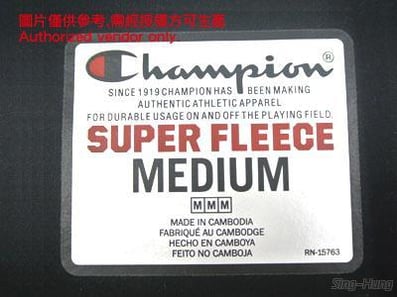 圖片僅供參考,需經授權方可生產
Authorized vendor only
Champion®
SINCE 1919 CHAMPION HAS BEEN MAKING
AUTHENTIC ATHLETIC APPAREL
FOR DURABLE USAGE ON AND OFF THE PLAYING FIELD.
SUPER FLEECE
MEDIUM
M M M
MADE IN CAMBODIA
FABRIQUÉ AU CAMBODGE
HECHO EN CAMBOYA
FEITO NO CAMBOJA
RN-15763
Sing-Hung